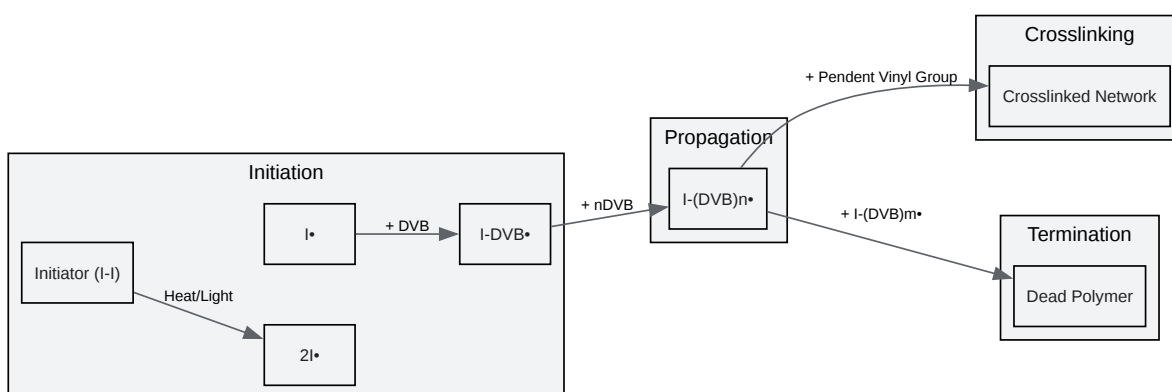 Crosslinking
+ Pendent Vinyl Group
Crosslinked Network
Propagation
Initiation
I-(DVB)n•
+ nDVB
+ I-(DVB)m•
I•
+ DVB
I-DVB•
Termination
Initiator (I-I)
Dead Polymer
Heat/Light
2I•